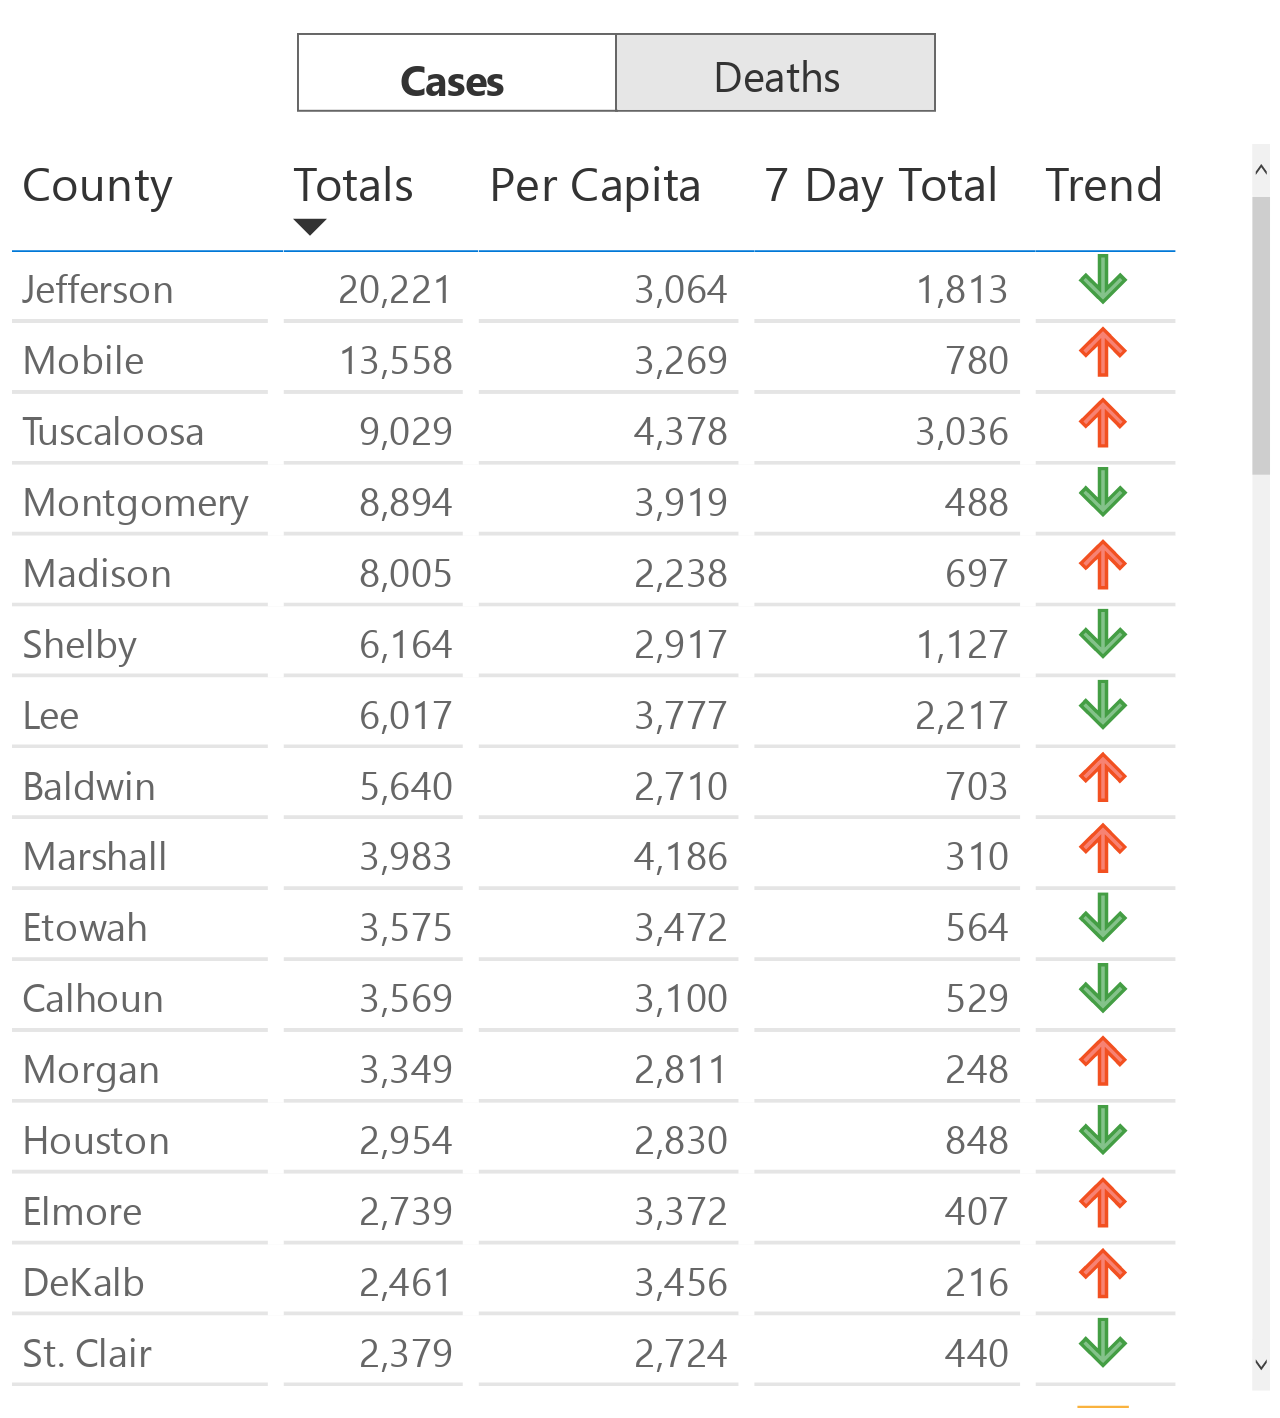 Cases Deaths
County Totals Per Capita 7 Day Total Trend
Jefferson 20,221 3,064 1,813
Mobile 13,558 3,269 780
Tuscaloosa 9,029 4,378 3,036
Montgomery 8,894 3,919 488
Madison 8,005 2,238 697
Shelby 6,164 2,917 1,127
Lee 6,017 3,777 2,217
Baldwin 5,640 2,710 703
Marshall 3,983 4,186 310
Etowah 3,575 3,472 564
Calhoun 3,569 3,100 529
Morgan 3,349 2,811 248
Houston 2,954 2,830 848
Elmore 2,739 3,372 407
DeKalb 2,461 3,456 216
St. Clair 2,379 2,724 440